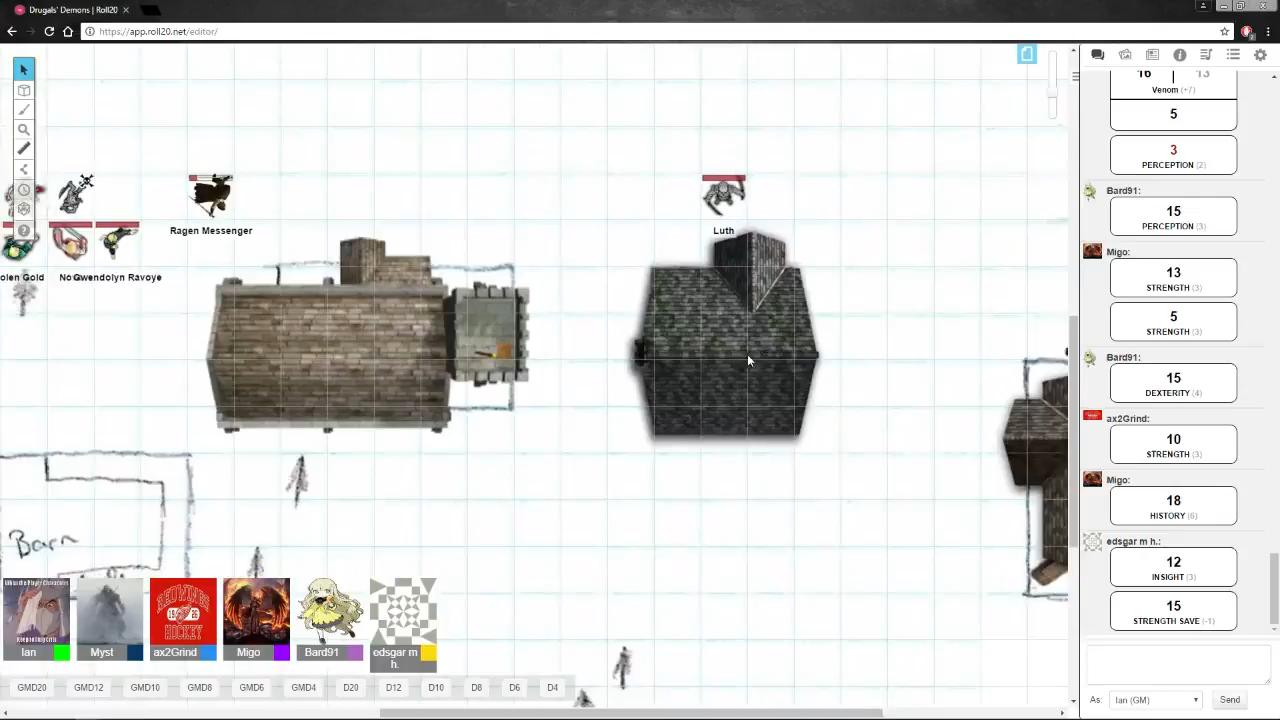 Drugals' Demons | Roll20
https://app.roll20.net/editor/
Ragen Messenger
Luth
olen Gold
No
Gwendolyn Ravoye
Barn
16 | 13
Venom (+/)
5
3
PERCEPTION (2)
Bard91:
15
PERCEPTION (3)
Migo:
13
STRENGTH (3)
5
STRENGTH (3)
Bard91:
15
DEXTERITY (4)
ax2Grind:
10
STRENGTH (3)
Migo:
18
HISTORY (6)
edsgar m h.:
12
INSIGHT (3)
15
STRENGTH SAVE (-1)
Ian
Myst
ax2Grind
Migo
Bard91
edsgar m
h.
REDWINGS
19 26
HOCKEY
GMD20 GMD12 GMD10 GMD8 GMD6 GMD4 D20 D12 D10 D8 D6 D4
As: Ian (GM) Send